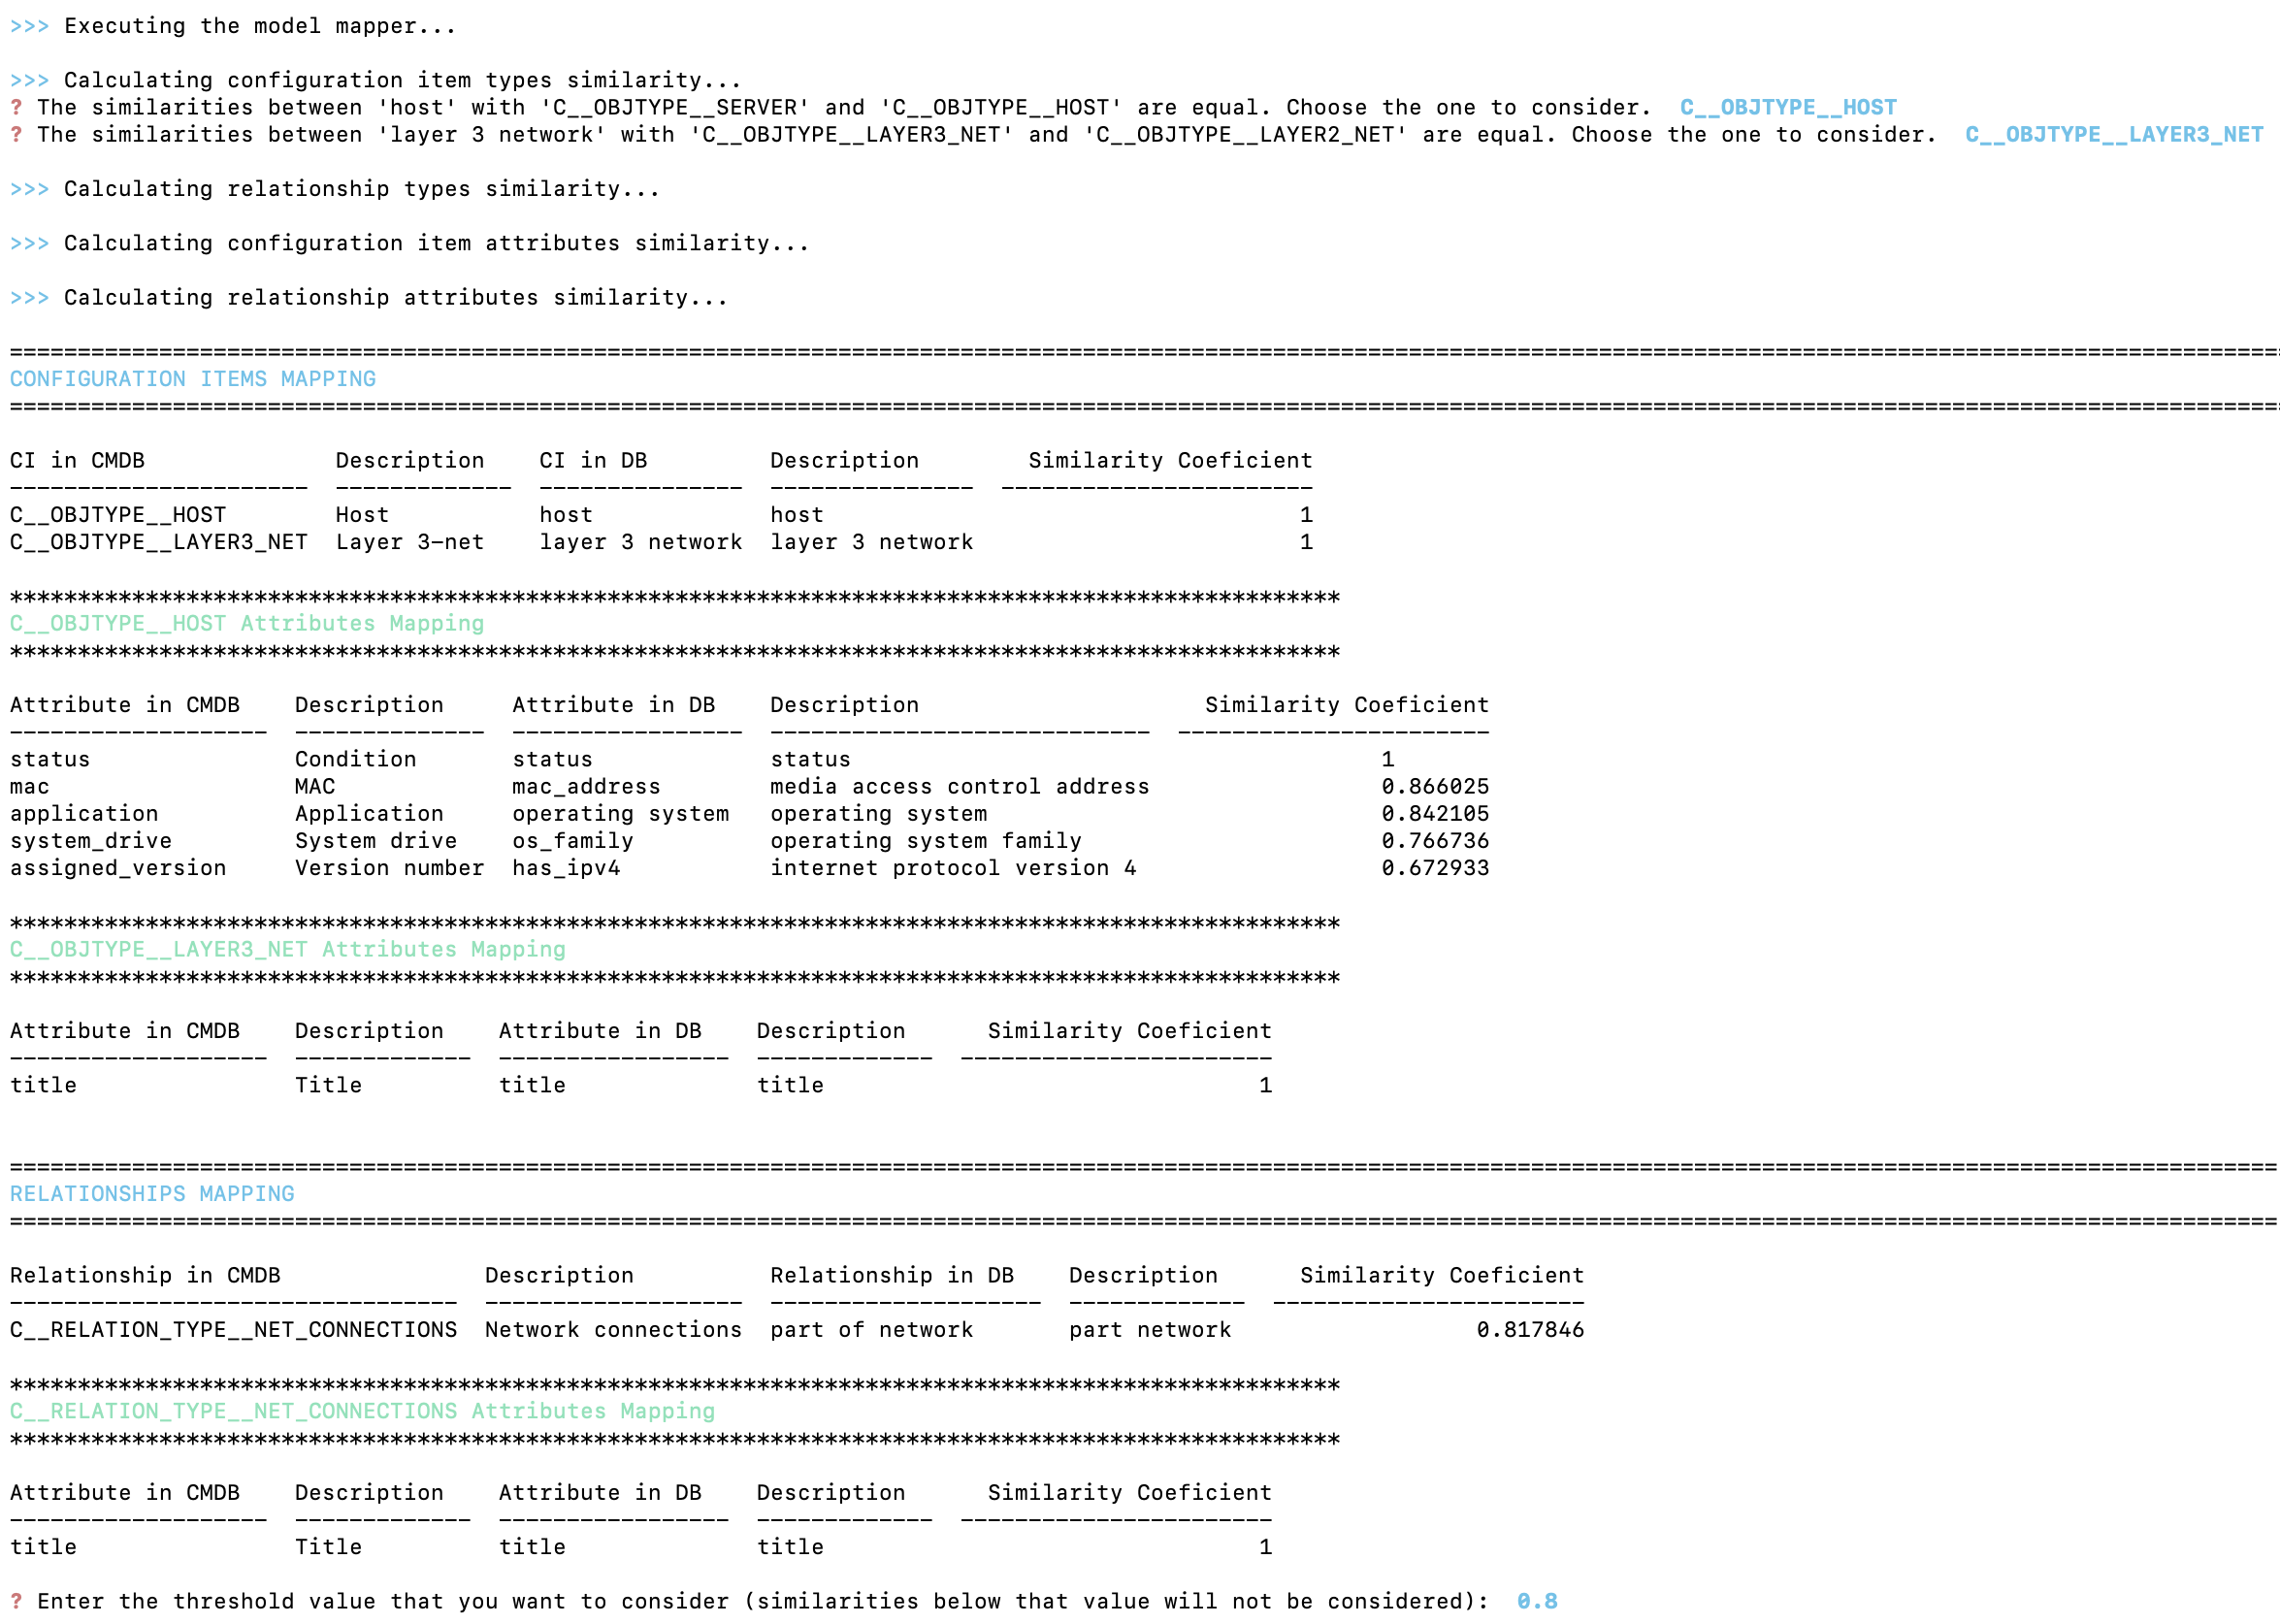 >>> Executing the model mapper...
>>> Calculating configuration item types similarity...
? The similarities between 'host' with 'C__OBJTYPE__SERVER' and 'C__OBJTYPE__HOST' are equal. Choose the one to consider.  C__OBJTYPE__HOST
? The similarities between 'layer 3 network' with 'C__OBJTYPE__LAYER3_NET' and 'C__OBJTYPE__LAYER2_NET' are equal. Choose the one to consider.  C__OBJTYPE__LAYER3_NET
>>> Calculating relationship types similarity...
>>> Calculating configuration item attributes similarity...
>>> Calculating relationship attributes similarity...
CONFIGURATION ITEMS MAPPING
CI in CMDB  Description  CI in DB  Description  Similarity Coeficient
C__OBJTYPE__HOST  Host  host  host  1
C__OBJTYPE__LAYER3_NET  Layer 3-net  layer 3 network  layer 3 network  1
C__OBJTYPE__HOST Attributes Mapping
Attribute in CMDB  Description  Attribute in DB  Description  Similarity Coeficient
status  Condition  status  status  1
mac  MAC  mac_address  media access control address  0.866025
application  Application  operating system  operating system  0.842105
system_drive  System drive  os_family  operating system family  0.766736
assigned_version  Version number  has_ipv4  internet protocol version 4  0.672933
C__OBJTYPE__LAYER3_NET Attributes Mapping
Attribute in CMDB  Description  Attribute in DB  Description  Similarity Coeficient
title  Title  title  title  1
RELATIONSHIPS MAPPING
Relationship in CMDB  Description  Relationship in DB  Description  Similarity Coeficient
C__RELATION_TYPE__NET_CONNECTIONS  Network connections  part of network  part network  0.817846
C__RELATION_TYPE__NET_CONNECTIONS Attributes Mapping
Attribute in CMDB  Description  Attribute in DB  Description  Similarity Coeficient
title  Title  title  title  1
? Enter the threshold value that you want to consider (similarities below that value will not be considered):  0.8